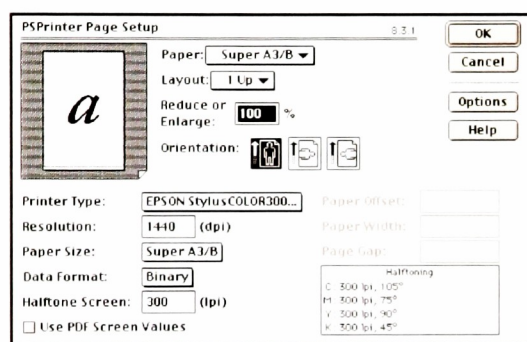 PSPrinter Page Setup 8.3.1
OK
Cancel
Options
Help
Paper: Super A3/B
Layout: 1 Up
Reduce or
Enlarge: 100 %
Orientation:
a
Printer Type: EPSON StylusCOLOR300...
Resolution: 1440 (dpi)
Paper Size: Super A3/B
Data Format: Binary
Halftone Screen: 300 (lpi)
Use PDF Screen Values
Paper Offset:
Paper Width:
Page Gap:
Halftoning
C 300 lpi, 105°
M 300 lpi, 75°
Y 300 lpi, 90°
K 300 lpi, 45°